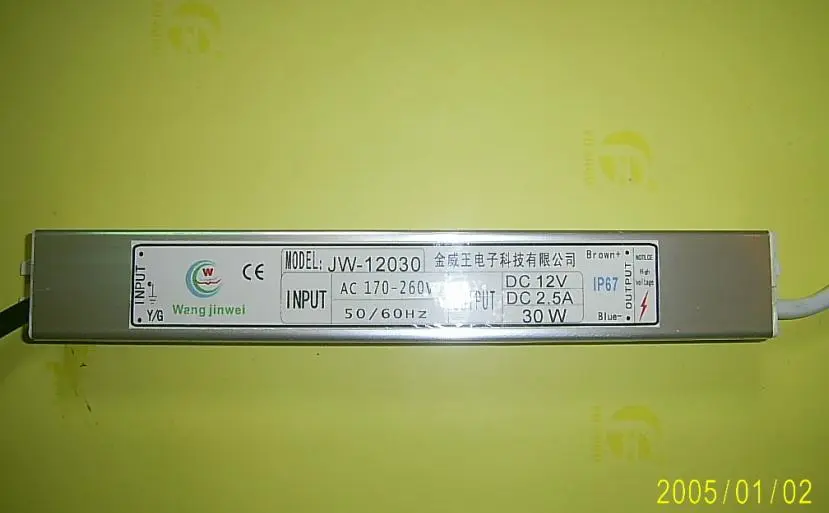 INPUT
Y/G
W
Wang jinwei
CE
MODEL: JW-12030
金威王电子科技有限公司
INPUT
AC 170-260V
50/60Hz
DC 12V
DC 2.5A
30 W
Brown+
IP67
Blue-
OUTPUT
NOTICE
High
voltage
2005/01/02